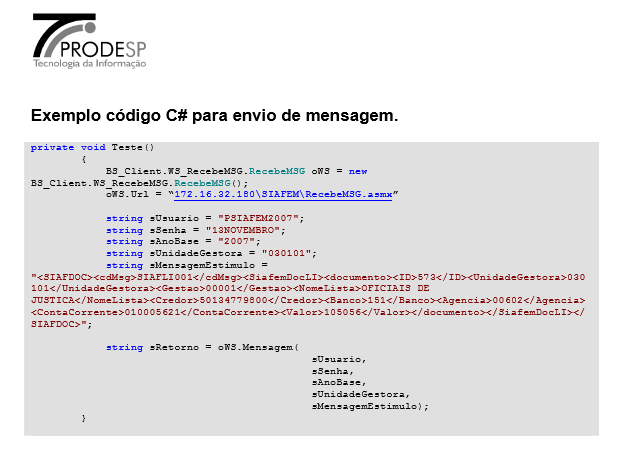 PRODESP
Tecnologia da Informação
Exemplo código C# para envio de mensagem.
private void Teste()
{
BS_Client.WS_RecebeMSG.RecebeMSG oWS = new
BS_Client.WS_RecebeMSG.RecebeMSG();
oWS.Url = “172.16.32.180\SIAFEM\RecebeMSG.asmx”
string sUsuario = "PSIAFEM2007";
string sSenha = "13NOVEMBRO";
string sAnoBase = "2007";
string sUnidadeGestora = "030101";
string sMensagemEstimulo =
"<SIAFDOC><cdMsg>SIAFLI001</cdMsg><SiafemDocLI><documento><ID>573</ID><UnidadeGestora>030
101</UnidadeGestora><Gestao>00001</Gestao><NomeLista>OFICIAIS DE
JUSTICA</NomeLista><Credor>50134779800</Credor><Banco>151</Banco><Agencia>00602</Agencia>
<ContaCorrente>010005621</ContaCorrente><Valor>105056</Valor></documento></SiafemDocLI></
SIAFDOC>";
string sRetorno = oWS.Mensagem(
sUsuario,
sSenha,
sAnoBase,
sUnidadeGestora,
sMensagemEstimulo);
}